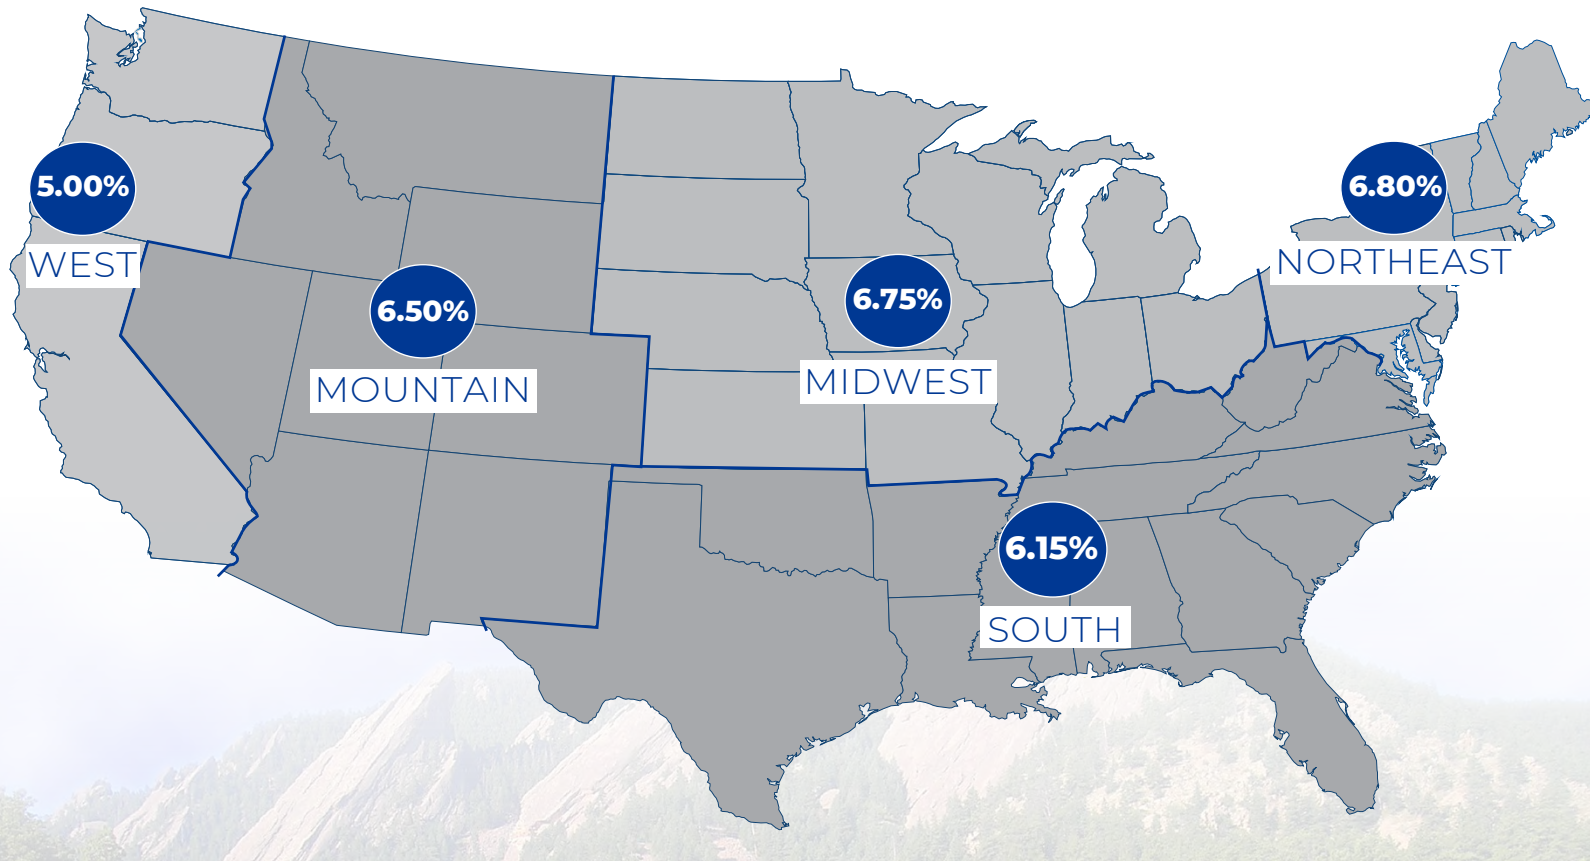 5.00%
WEST
6.50%
MOUNTAIN
6.75%
MIDWEST
6.80%
NORTHEAST
6.15%
SOUTH